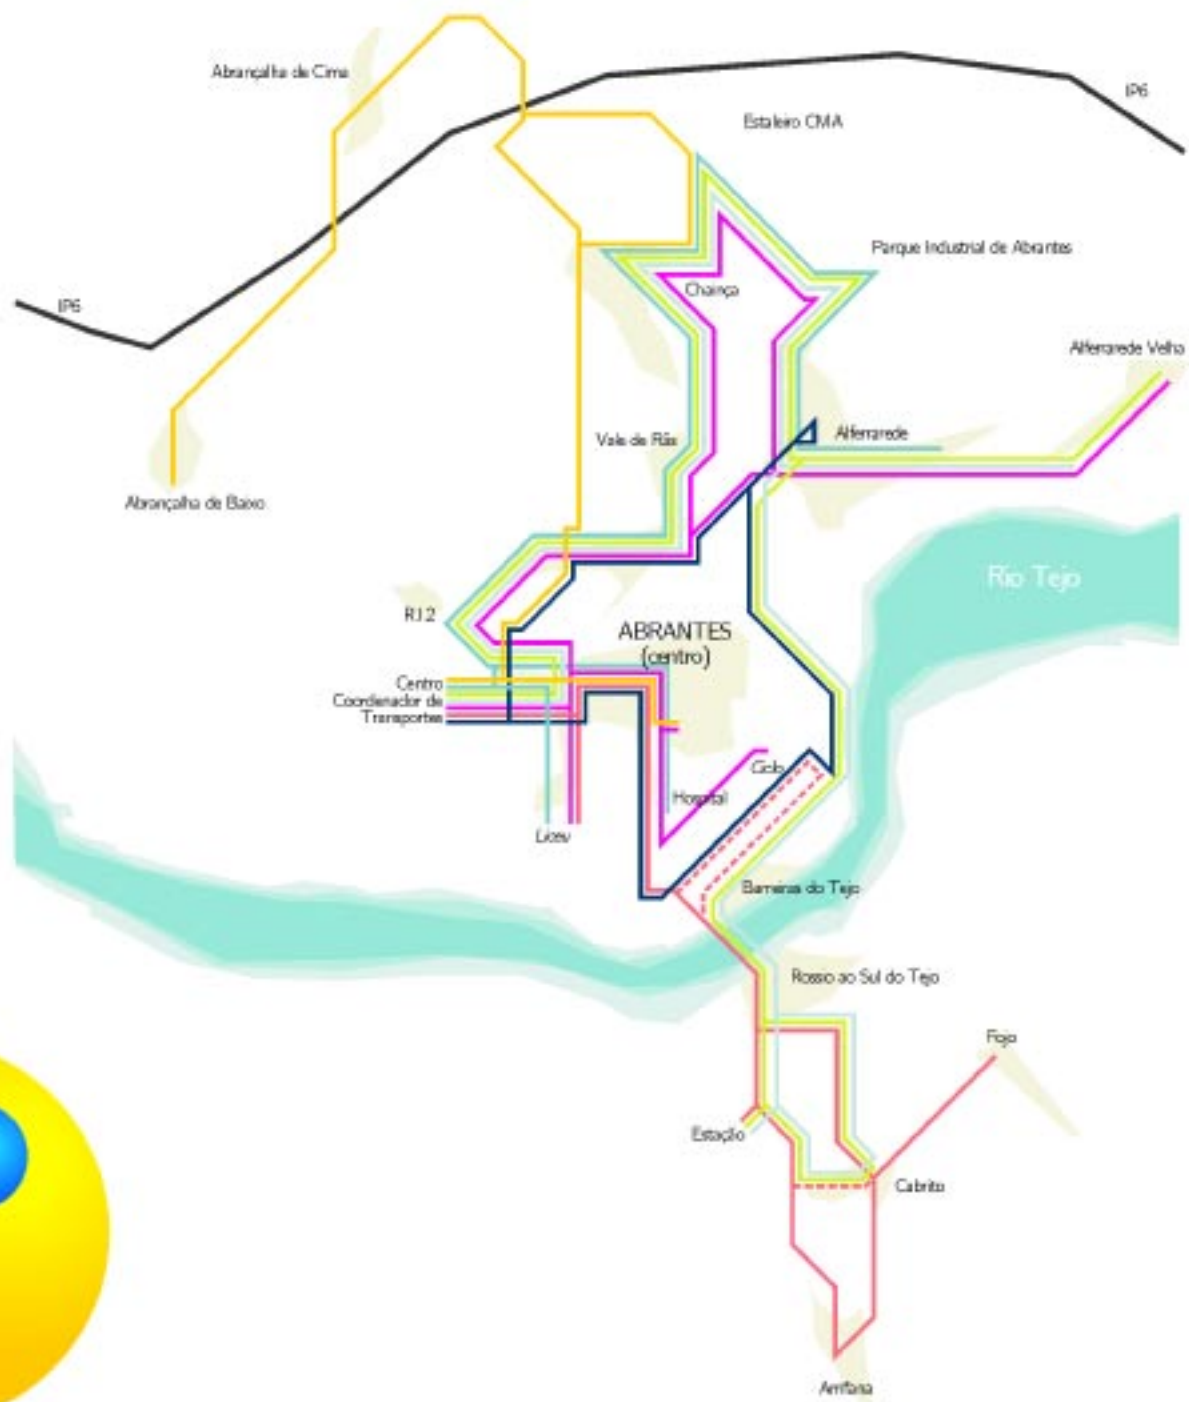 Abrançalha de Cima
IP6
Estaleiro CMA
Parque Industrial de Abrantes
Chainça
IP6
Alferrarede Velha
Vale de Rãs
Alferrarede
Abrançalha de Baixo
Rio Tejo
R.I.2
ABRANTES
(centro)
Centro
Coordenador de
Transportes
Hospital
Liceu
Barreiras do Tejo
Rossio ao Sul do Tejo
Fojo
Estação
Cabrito
Arrifana